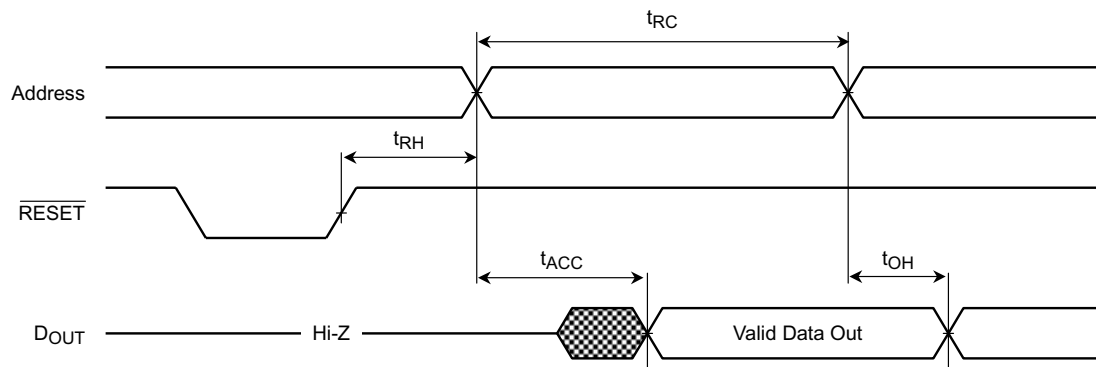 tRC
Address
tRH
RESET
tACC
tOH
DOUT
Hi-Z
Valid Data Out